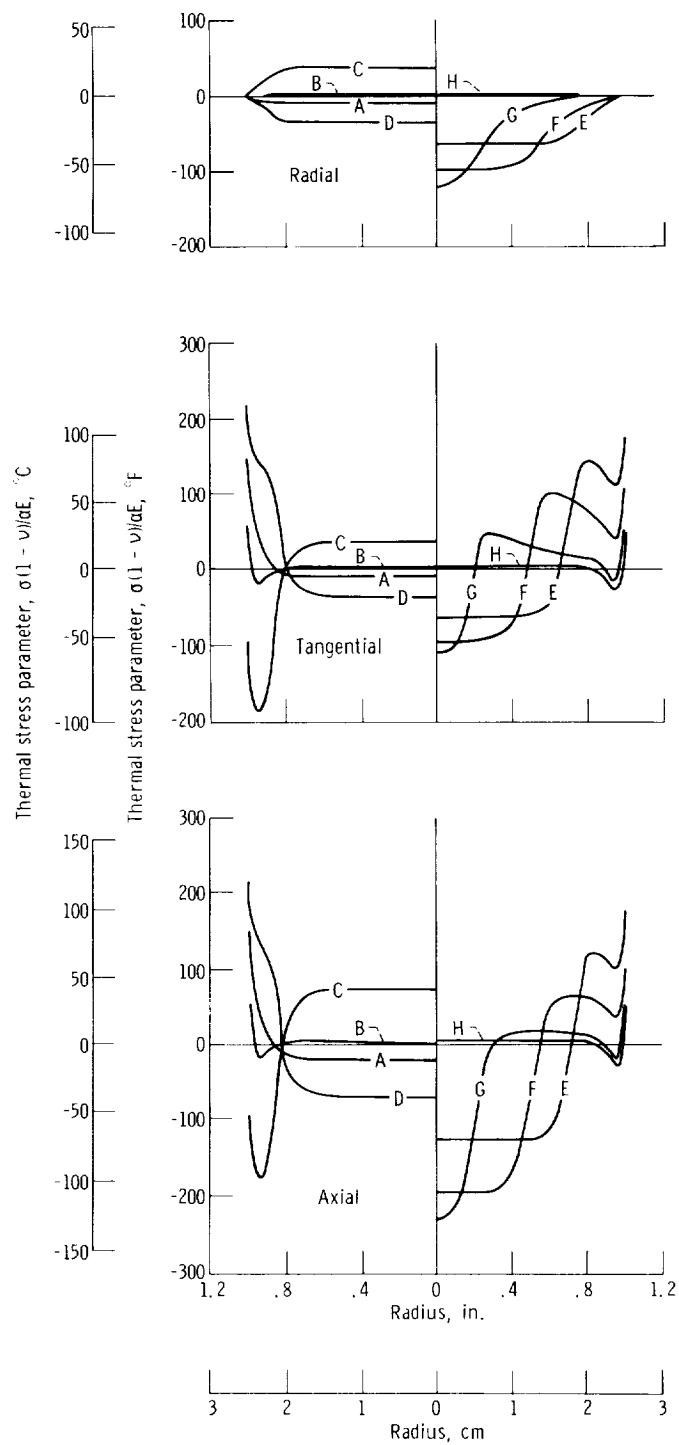 50
0
-50
-100
100
0
-100
-200
C
B
A
D
H
G
F
E
Radial
100
50
0
-50
-100
300
200
100
0
-100
-200
C
B
A
D
H
G
F
E
Tangential
Thermal stress parameter, σ(1 - ν)/αE, °C
Thermal stress parameter, σ(1 - ν)/αE, °F
150
100
50
0
-50
-100
-150
300
200
100
0
-100
-200
-300
C
B
A
D
H
G
F
E
Axial
1.2 .8 .4 0 .4 .8 1.2
Radius, in.
3 2 1 0 1 2 3
Radius, cm